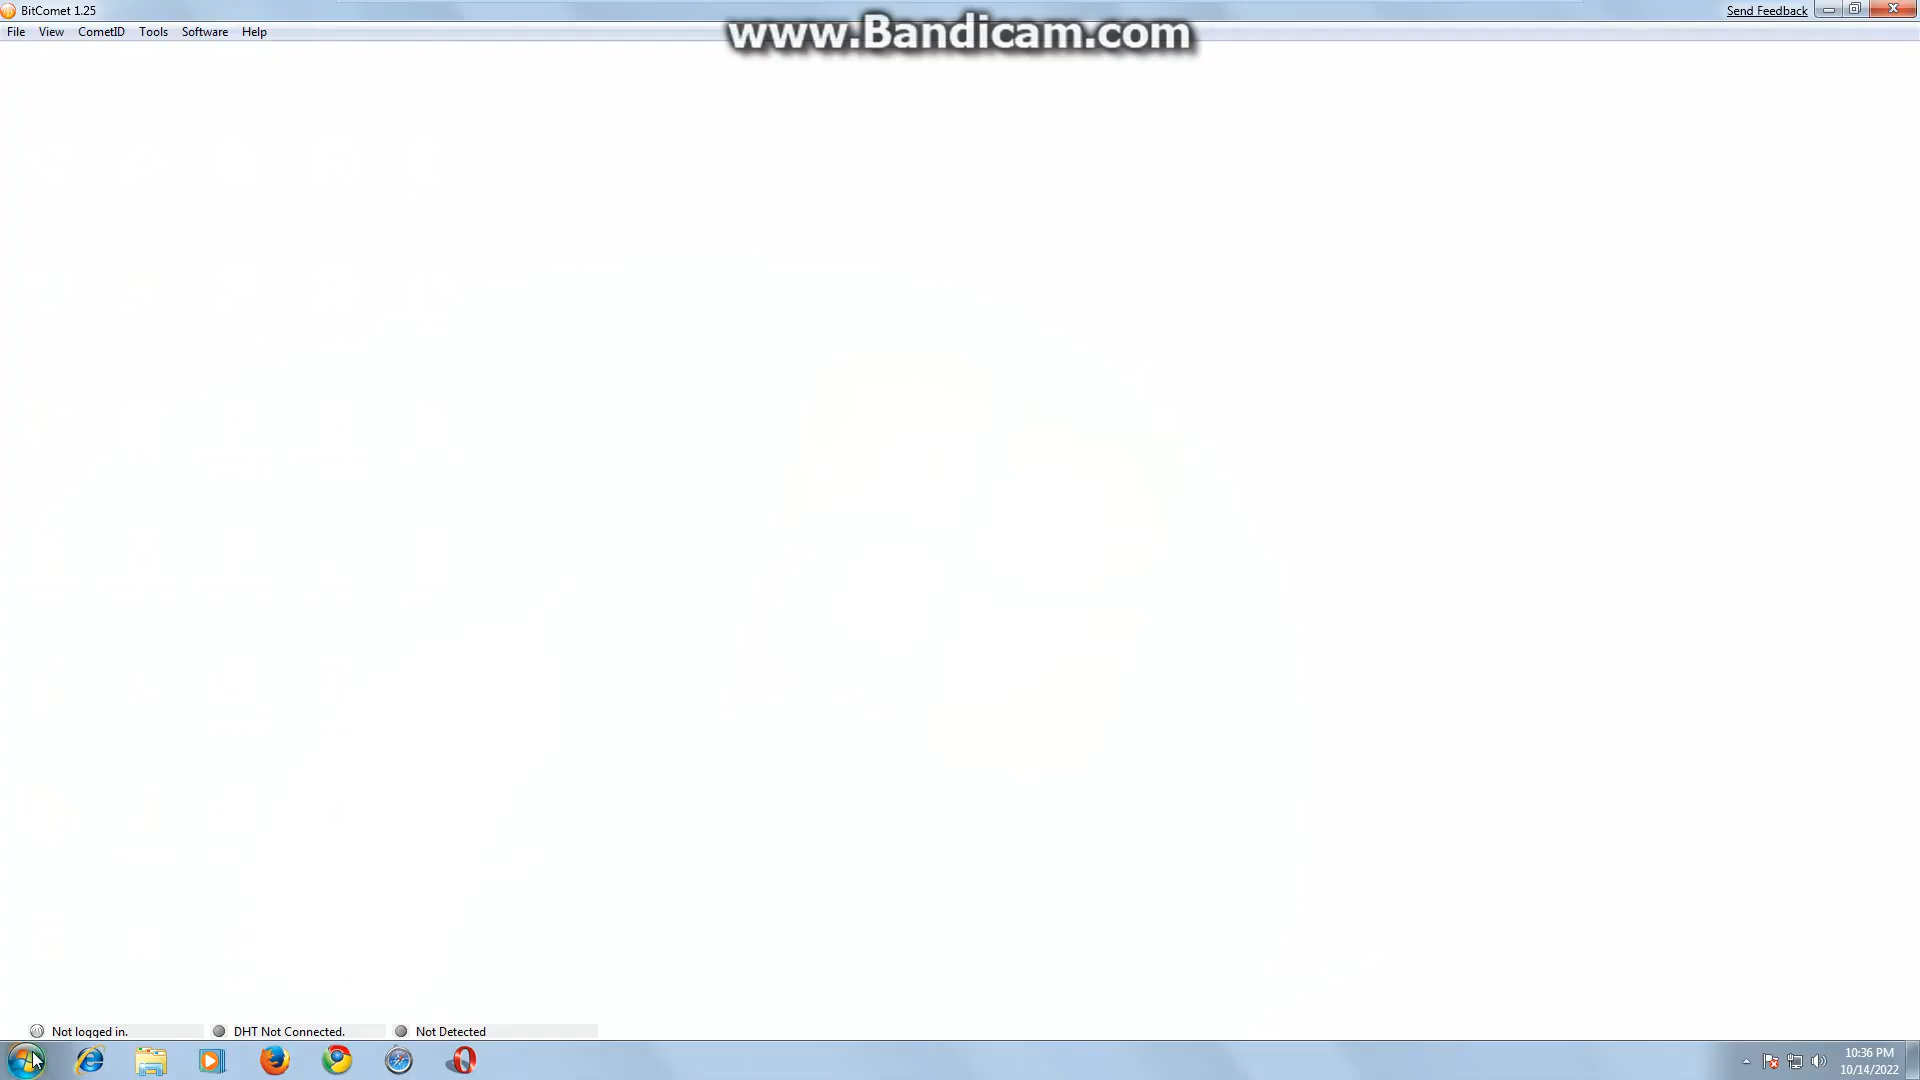 BitComet 1.25
www.Bandicam.com
Send Feedback
File View CometID Tools Software Help
Not logged in. DHT Not Connected. Not Detected
10:36 PM
10/14/2022